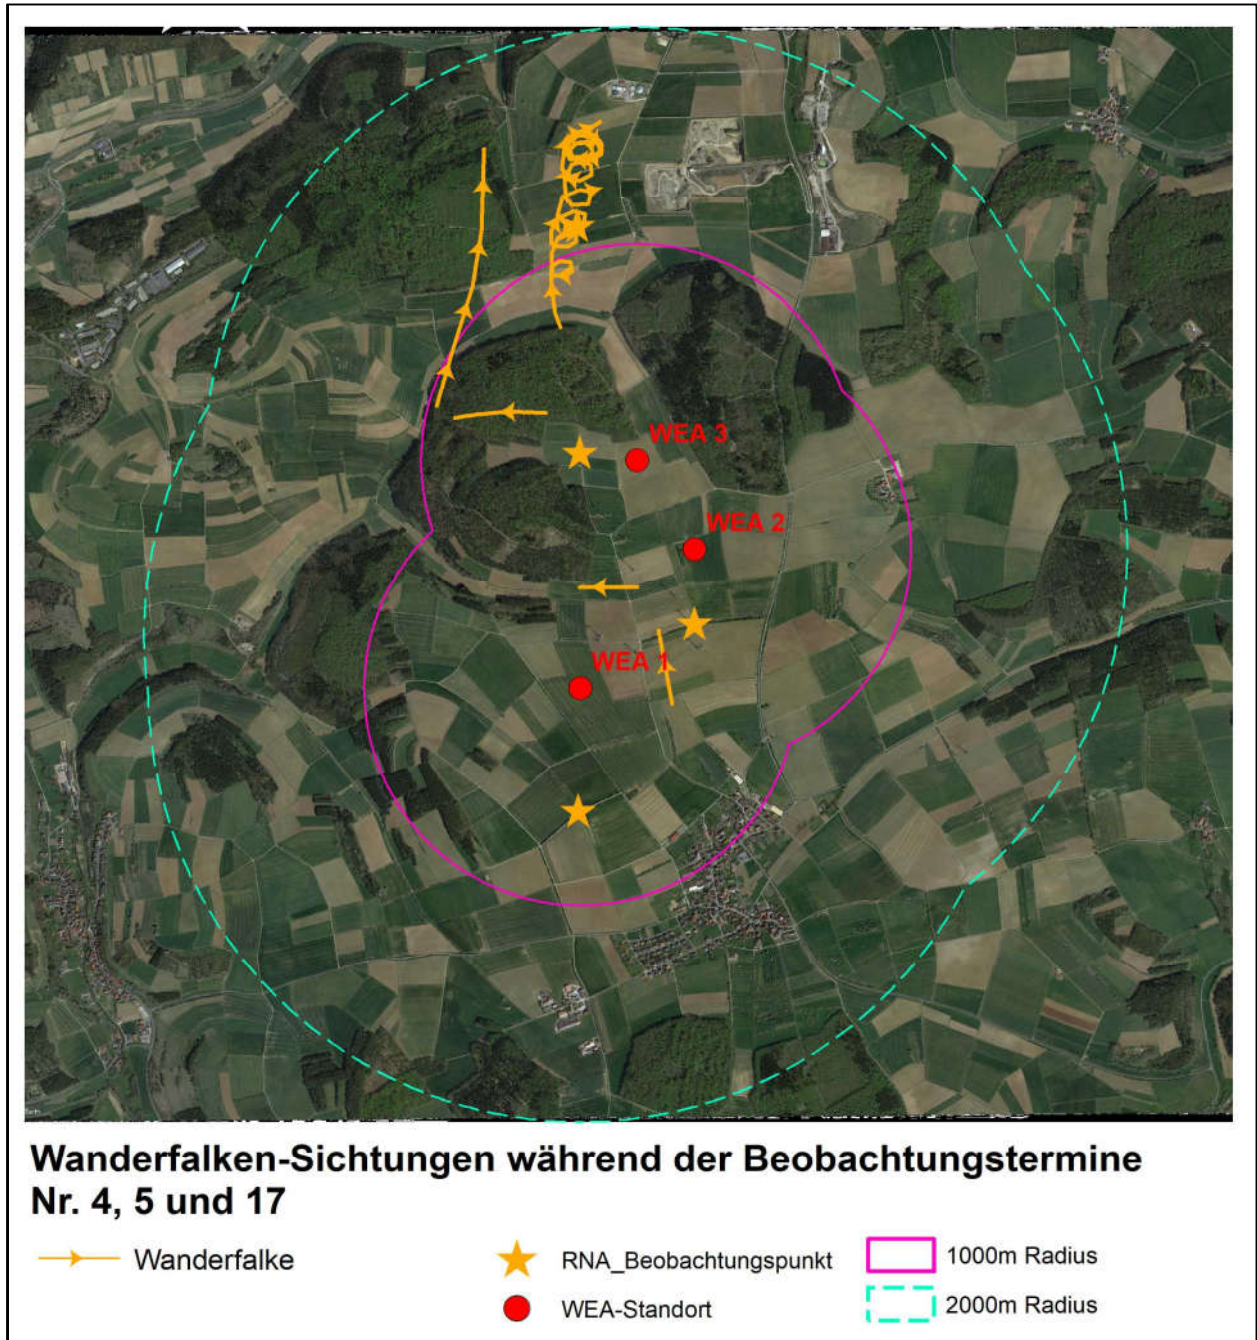 WEA 3
WEA 2
WEA 1
Wanderfalken-Sichtungen während der Beobachtungstermine
Nr. 4, 5 und 17
Wanderfalke
RNA_Beobachtungspunkt
WEA-Standort
1000m Radius
2000m Radius